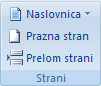 Naslovnica
Prazna stran
Prelom strani
Strani